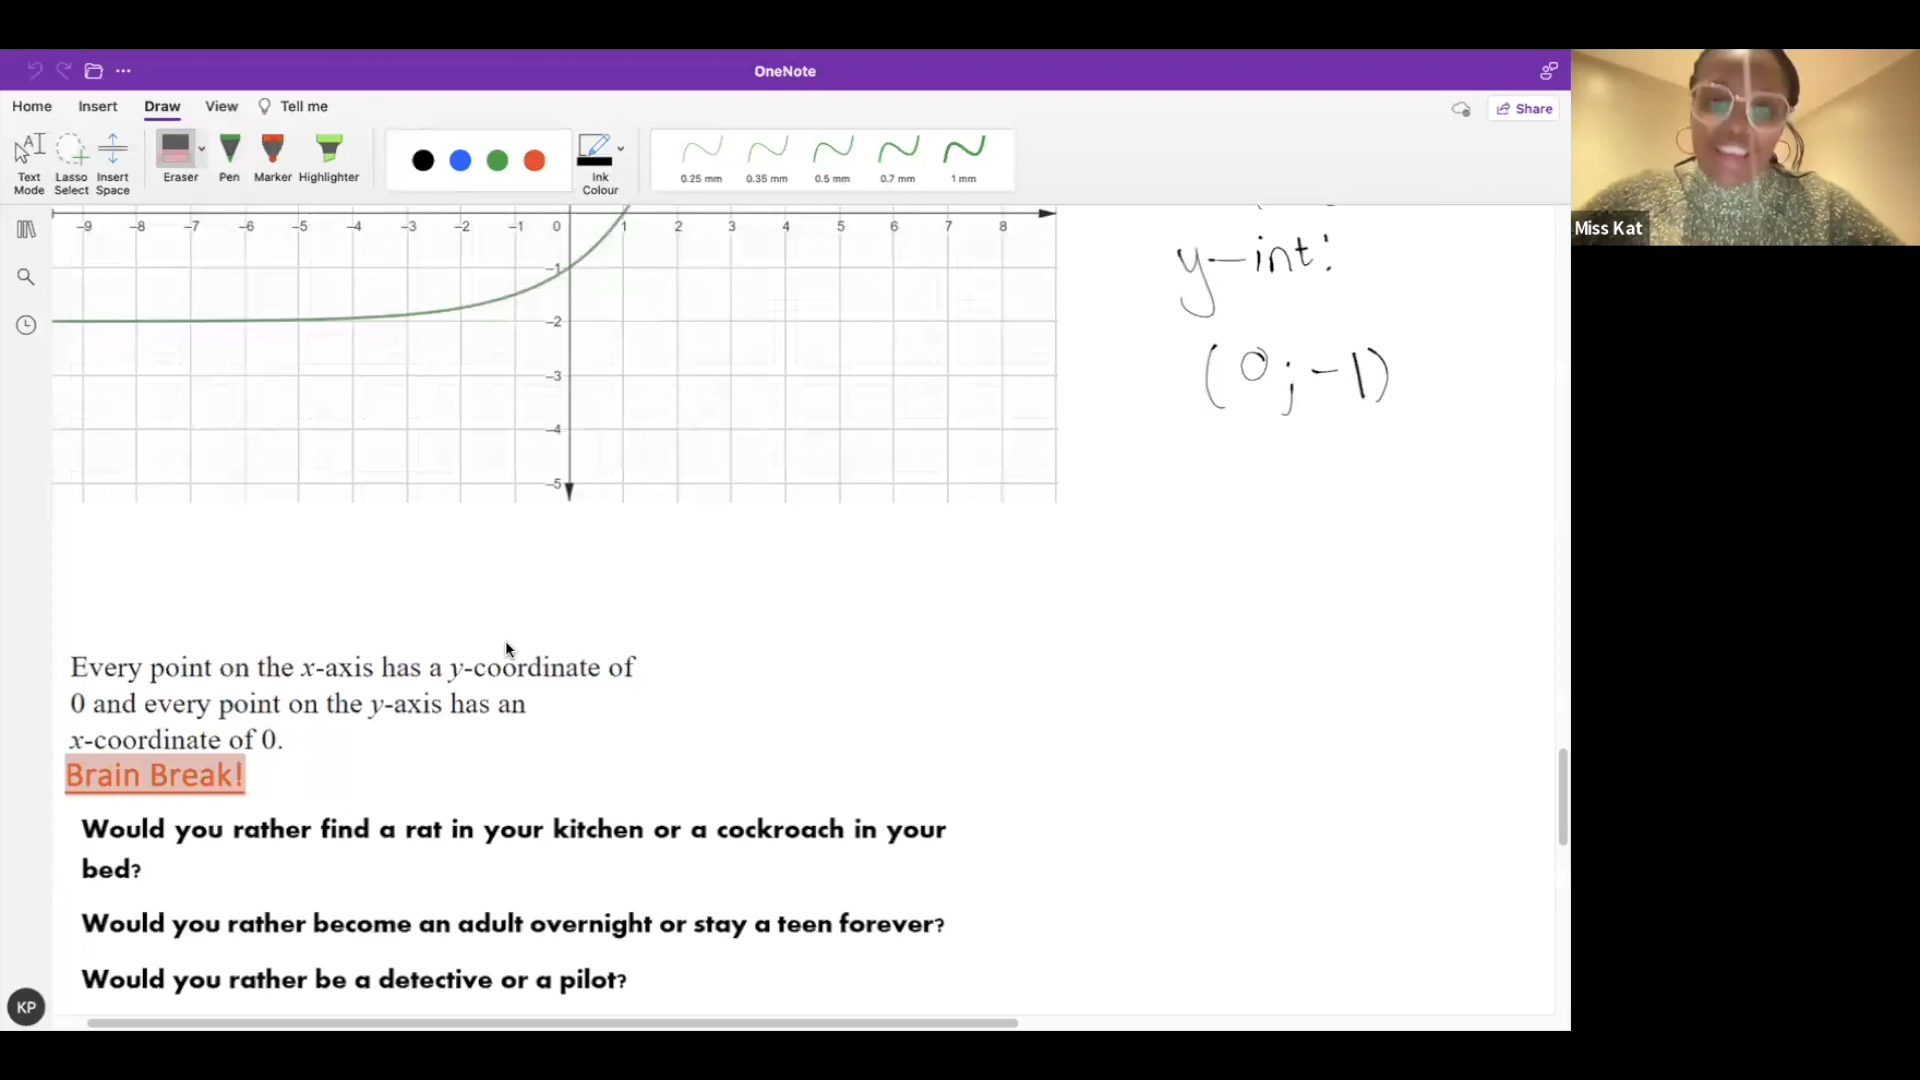 OneNote
Home Insert Draw View Tell me
Share
Text Mode
Lasso Select
Insert Space
Eraser
Pen
Marker
Highlighter
Ink Colour
0.25 mm 0.35 mm 0.5 mm 0.7 mm 1 mm
Miss Kat
-9 -8 -7 -6 -5 -4 -3 -2 -1 0 1 2 3 4 5 6 7 8
-1
-2
-3
-4
-5
y-int:
(0;-1)
Every point on the x-axis has a y-coordinate of
0 and every point on the y-axis has an
x-coordinate of 0.
Brain Break!
Would you rather find a rat in your kitchen or a cockroach in your
bed?
Would you rather become an adult overnight or stay a teen forever?
Would you rather be a detective or a pilot?
KP